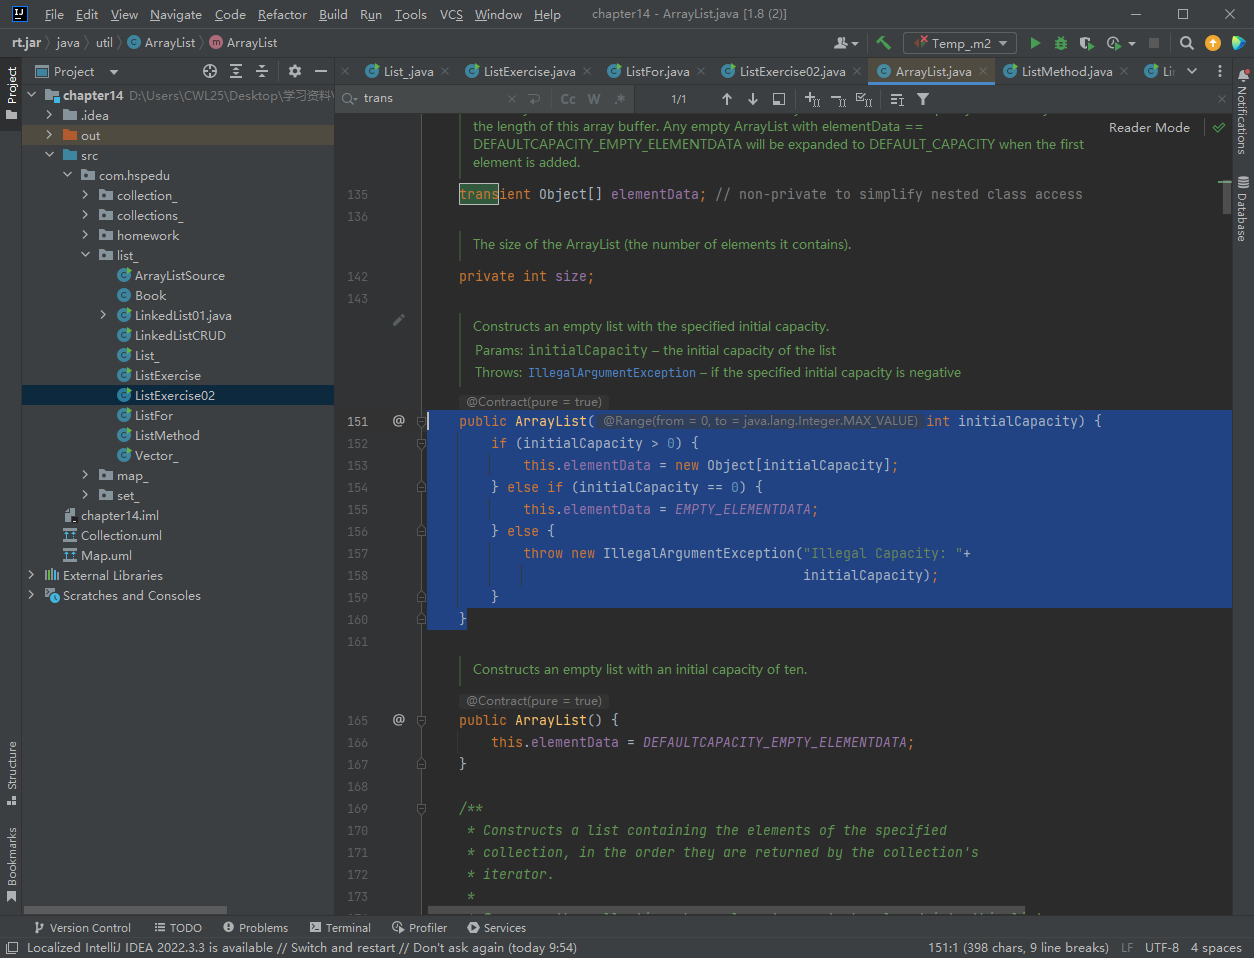 File Edit View Navigate Code Refactor Build Run Tools VCS Window Help chapter14 - ArrayList.java [1.8 (2)]
rt.jar java util ArrayList ArrayList Temp_.m2
Project
List_.java ListExercise.java ListFor.java ListExercise02.java ArrayList.java ListMethod.java Li
trans Cc W .* 1/1
Reader Mode
Project
chapter14 D:\Users\CWL25\Desktop\学习资料\
.idea
out
src
com.hspedu
collection_
collections_
homework
list_
ArrayListSource
Book
LinkedList01.java
LinkedListCRUD
List_
ListExercise
ListExercise02
ListFor
ListMethod
Vector_
map_
set_
chapter14.iml
Collection.uml
Map.uml
External Libraries
Scratches and Consoles
Structure
Bookmarks
the length of this array buffer. Any empty ArrayList with elementData ==
DEFAULTCAPACITY_EMPTY_ELEMENTDATA will be expanded to DEFAULT_CAPACITY when the first
element is added.
135 transient Object[] elementData; // non-private to simplify nested class access
136
The size of the ArrayList (the number of elements it contains).
142 private int size;
143
Constructs an empty list with the specified initial capacity.
Params: initialCapacity – the initial capacity of the list
Throws: IllegalArgumentException – if the specified initial capacity is negative
@Contract(pure = true)
151 @ public ArrayList( @Range(from = 0, to = java.lang.Integer.MAX_VALUE) int initialCapacity) {
152 if (initialCapacity > 0) {
153 this.elementData = new Object[initialCapacity];
154 } else if (initialCapacity == 0) {
155 this.elementData = EMPTY_ELEMENTDATA;
156 } else {
157 throw new IllegalArgumentException("Illegal Capacity: "+
158 initialCapacity);
159 }
160 }
161
Constructs an empty list with an initial capacity of ten.
@Contract(pure = true)
165 @ public ArrayList() {
166 this.elementData = DEFAULTCAPACITY_EMPTY_ELEMENTDATA;
167 }
168
169 /**
170 * Constructs a list containing the elements of the specified
171 * collection, in the order they are returned by the collection's
172 * iterator.
173 *
Notifications
Database
Version Control TODO Problems Terminal Profiler Services
Localized IntelliJ IDEA 2022.3.3 is available // Switch and restart // Don't ask again (today 9:54) 151:1 (398 chars, 9 line breaks) LF UTF-8 4 spaces